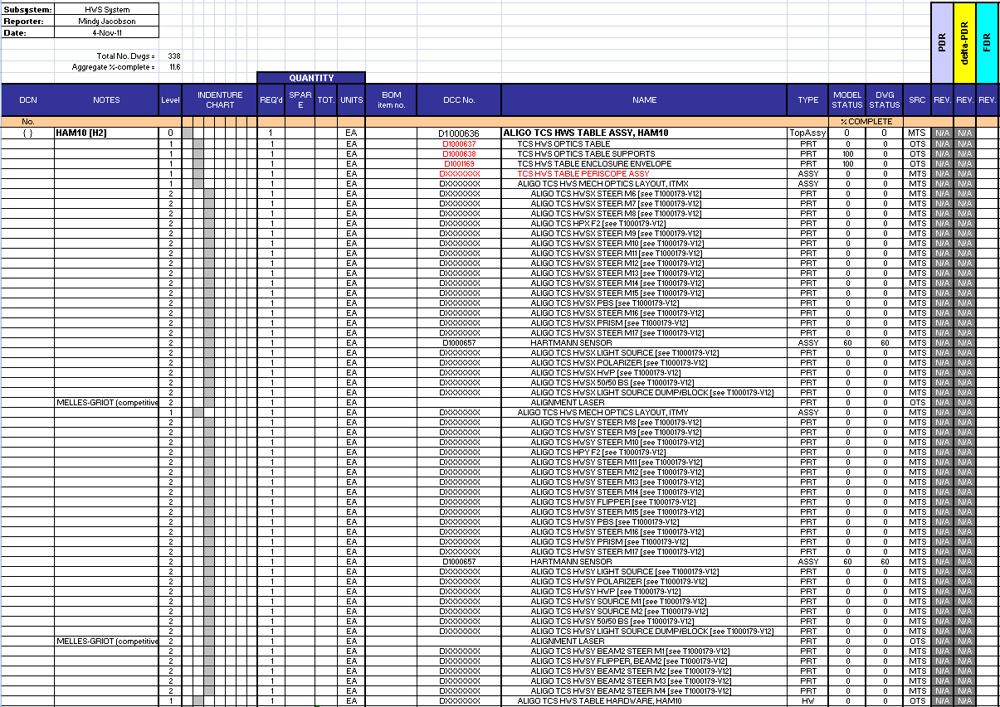 Subsystem: HWS System
Reporter: Mindy Jacobson
Date: 4-Nov-11
Total No. Dwgs = 338
Aggregate %-complete = 11.6
PDR delta-PDR FDR
QUANTITY
DCN NOTES Level INDENTURE CHART REQ'd SPARE TOT. UNITS BOM item no. DCC No. NAME TYPE MODEL STATUS DWG STATUS SRC REV. REV. REV.
No. % COMPLETE
{ } HAM10 [H2] 0 1 EA D1000636 ALIGO TCS HWS TABLE ASSY, HAM10 TopAssy 0 0 MTS N/A N/A
1 1 EA D1000637 TCS HWS OPTICS TABLE PRT 0 0 OTS N/A N/A
1 1 EA D1000638 TCS HWS OPTICS TABLE SUPPORTS PRT 100 0 OTS N/A N/A
1 1 EA D1001169 TCS HWS TABLE ENCLOSURE ENVELOPE PRT 100 0 OTS N/A N/A
1 1 EA DXXXXXXX TCS HWS TABLE PERISCOPE ASSY ASSY 0 0 MTS N/A N/A
1 1 EA DXXXXXXX ALIGO TCS HWS MECH OPTICS LAYOUT, ITMX ASSY 0 0 MTS N/A N/A
2 1 EA DXXXXXXX ALIGO TCS HWSX STEER M6 [see T1000179-V12] PRT 0 0 MTS N/A N/A
2 1 EA DXXXXXXX ALIGO TCS HWSX STEER M7 [see T1000179-V12] PRT 0 0 MTS N/A N/A
2 1 EA DXXXXXXX ALIGO TCS HWSX STEER M8 [see T1000179-V12] PRT 0 0 MTS N/A N/A
2 1 EA DXXXXXXX ALIGO TCS HPX F2 [see T1000179-V12] PRT 0 0 MTS N/A N/A
2 1 EA DXXXXXXX ALIGO TCS HWSX STEER M9 [see T1000179-V12] PRT 0 0 MTS N/A N/A
2 1 EA DXXXXXXX ALIGO TCS HWSX STEER M10 [see T1000179-V12] PRT 0 0 MTS N/A N/A
2 1 EA DXXXXXXX ALIGO TCS HWSX STEER M11 [see T1000179-V12] PRT 0 0 MTS N/A N/A
2 1 EA DXXXXXXX ALIGO TCS HWSX STEER M12 [see T1000179-V12] PRT 0 0 MTS N/A N/A
2 1 EA DXXXXXXX ALIGO TCS HWSX STEER M13 [see T1000179-V12] PRT 0 0 MTS N/A N/A
2 1 EA DXXXXXXX ALIGO TCS HWSX STEER M14 [see T1000179-V12] PRT 0 0 MTS N/A N/A
2 1 EA DXXXXXXX ALIGO TCS HWSX STEER M15 [see T1000179-V12] PRT 0 0 MTS N/A N/A
2 1 EA DXXXXXXX ALIGO TCS HWSX PBS [see T1000179-V12] PRT 0 0 MTS N/A N/A
2 1 EA DXXXXXXX ALIGO TCS HWSX STEER M16 [see T1000179-V12] PRT 0 0 MTS N/A N/A
2 1 EA DXXXXXXX ALIGO TCS HWSX PRISM [see T1000179-V12] PRT 0 0 MTS N/A N/A
2 1 EA DXXXXXXX ALIGO TCS HWSX STEER M17 [see T1000179-V12] PRT 0 0 MTS N/A N/A
2 1 EA D1000657 HARTMANN SENSOR ASSY 60 60 MTS N/A N/A
2 1 EA DXXXXXXX ALIGO TCS HWSX LIGHT SOURCE [see T1000179-V12] PRT 0 0 MTS N/A N/A
2 1 EA DXXXXXXX ALIGO TCS HWSX POLARIZER [see T1000179-V12] PRT 0 0 MTS N/A N/A
2 1 EA DXXXXXXX ALIGO TCS HWSX HWP [see T1000179-V12] PRT 0 0 MTS N/A N/A
2 1 EA DXXXXXXX ALIGO TCS HWSX 50/50 BS [see T1000179-V12] PRT 0 0 MTS N/A N/A
2 1 EA DXXXXXXX ALIGO TCS HWSX LIGHT SOURCE DUMP/BLOCK [see T1000179-V12] PRT 0 0 MTS N/A N/A
MELLES-GRIOT (competitive 2 1 EA ALIGNMENT LASER PRT 0 0 OTS N/A N/A
1 1 EA DXXXXXXX ALIGO TCS HWS MECH OPTICS LAYOUT, ITMY ASSY 0 0 MTS N/A N/A
2 1 EA DXXXXXXX ALIGO TCS HWSY STEER M8 [see T1000179-V12] PRT 0 0 MTS N/A N/A
2 1 EA DXXXXXXX ALIGO TCS HWSY STEER M9 [see T1000179-V12] PRT 0 0 MTS N/A N/A
2 1 EA DXXXXXXX ALIGO TCS HWSY STEER M10 [see T1000179-V12] PRT 0 0 MTS N/A N/A
2 1 EA DXXXXXXX ALIGO TCS HPY F2 [see T1000179-V12] PRT 0 0 MTS N/A N/A
2 1 EA DXXXXXXX ALIGO TCS HWSY STEER M11 [see T1000179-V12] PRT 0 0 MTS N/A N/A
2 1 EA DXXXXXXX ALIGO TCS HWSY STEER M12 [see T1000179-V12] PRT 0 0 MTS N/A N/A
2 1 EA DXXXXXXX ALIGO TCS HWSY STEER M13 [see T1000179-V12] PRT 0 0 MTS N/A N/A
2 1 EA DXXXXXXX ALIGO TCS HWSY STEER M14 [see T1000179-V12] PRT 0 0 MTS N/A N/A
2 1 EA DXXXXXXX ALIGO TCS HWSY FLIPPER [see T1000179-V12] PRT 0 0 MTS N/A N/A
2 1 EA DXXXXXXX ALIGO TCS HWSY STEER M15 [see T1000179-V12] PRT 0 0 MTS N/A N/A
2 1 EA DXXXXXXX ALIGO TCS HWSY PBS [see T1000179-V12] PRT 0 0 MTS N/A N/A
2 1 EA DXXXXXXX ALIGO TCS HWSY STEER M16 [see T1000179-V12] PRT 0 0 MTS N/A N/A
2 1 EA DXXXXXXX ALIGO TCS HWSY PRISM [see T1000179-V12] PRT 0 0 MTS N/A N/A
2 1 EA DXXXXXXX ALIGO TCS HWSY STEER M17 [see T1000179-V12] PRT 0 0 MTS N/A N/A
2 1 EA D1000657 HARTMANN SENSOR ASSY 60 60 MTS N/A N/A
2 1 EA DXXXXXXX ALIGO TCS HWSY LIGHT SOURCE [see T1000179-V12] PRT 0 0 MTS N/A N/A
2 1 EA DXXXXXXX ALIGO TCS HWSY POLARIZER [see T1000179-V12] PRT 0 0 MTS N/A N/A
2 1 EA DXXXXXXX ALIGO TCS HWSY HWP [see T1000179-V12] PRT 0 0 MTS N/A N/A
2 1 EA DXXXXXXX ALIGO TCS HWSY SOURCE M1 [see T1000179-V12] PRT 0 0 MTS N/A N/A
2 1 EA DXXXXXXX ALIGO TCS HWSY SOURCE M2 [see T1000179-V12] PRT 0 0 MTS N/A N/A
2 1 EA DXXXXXXX ALIGO TCS HWSY 50/50 BS [see T1000179-V12] PRT 0 0 MTS N/A N/A
2 1 EA DXXXXXXX ALIGO TCS HWSY LIGHT SOURCE DUMP/BLOCK [see T1000179-V12] PRT 0 0 MTS N/A N/A
MELLES-GRIOT (competitive 2 1 EA ALIGNMENT LASER PRT 0 0 OTS N/A N/A
2 1 EA DXXXXXXX ALIGO TCS HWSY BEAM2 STEER M1 [see T1000179-V12] PRT 0 0 MTS N/A N/A
2 1 EA DXXXXXXX ALIGO TCS HWSY FLIPPER, BEAM2 [see T1000179-V12] PRT 0 0 MTS N/A N/A
2 1 EA DXXXXXXX ALIGO TCS HWSY BEAM2 STEER M2 [see T1000179-V12] PRT 0 0 MTS N/A N/A
2 1 EA DXXXXXXX ALIGO TCS HWSY BEAM2 STEER M3 [see T1000179-V12] PRT 0 0 MTS N/A N/A
2 1 EA DXXXXXXX ALIGO TCS HWSY BEAM2 STEER M4 [see T1000179-V12] PRT 0 0 MTS N/A N/A
1 1 EA DXXXXXXX ALIGO TCS HWS TABLE HARDWARE, HAM10 HW 0 0 OTS N/A N/A